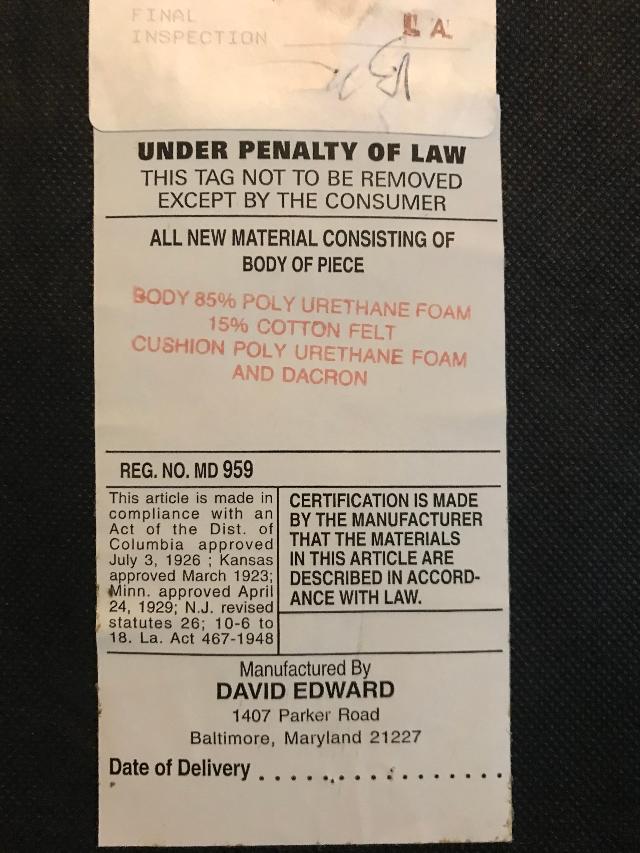 FINAL
INSPECTION
LA
UNDER PENALTY OF LAW
THIS TAG NOT TO BE REMOVED
EXCEPT BY THE CONSUMER
ALL NEW MATERIAL CONSISTING OF
BODY OF PIECE
BODY 85% POLY URETHANE FOAM
15% COTTON FELT
CUSHION POLY URETHANE FOAM
AND DACRON
REG. NO. MD 959
This article is made in
compliance with an
Act of the Dist. of
Columbia approved
July 3, 1926 ; Kansas
approved March 1923;
Minn. approved April
24, 1929; N.J. revised
statutes 26; 10-6 to
18. La. Act 467-1948
CERTIFICATION IS MADE
BY THE MANUFACTURER
THAT THE MATERIALS
IN THIS ARTICLE ARE
DESCRIBED IN ACCORD-
ANCE WITH LAW.
Manufactured By
DAVID EDWARD
1407 Parker Road
Baltimore, Maryland 21227
Date of Delivery . . . . . . . . . . . . . . . . .